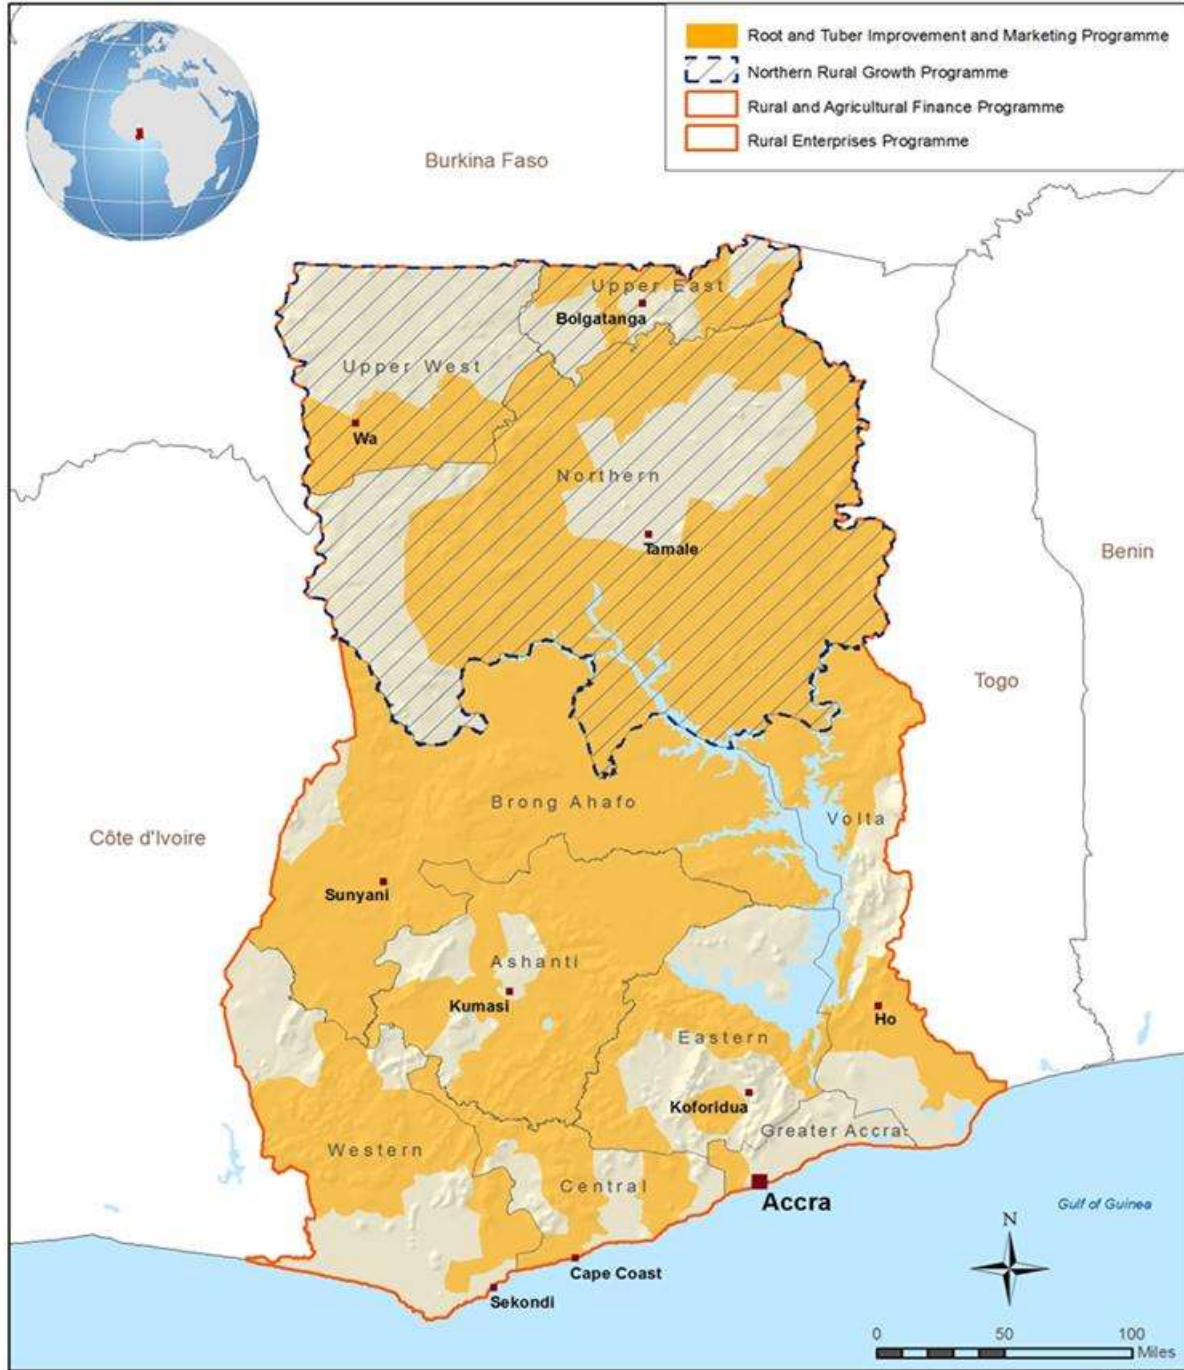 Root and Tuber Improvement and Marketing Programme
Northern Rural Growth Programme
Rural and Agricultural Finance Programme
Rural Enterprises Programme
Burkina Faso
Upper East
Bolgatanga
Upper West
Wa
Northern
Tamale
Benin
Togo
Brong Ahafo
Volta
Côte d'Ivoire
Sunyani
Ashanti
Kumasi
Ho
Eastern
Koforidua
Greater Accra
Western
Central
Accra
Gulf of Guinea
N
Cape Coast
Sekondi
0 50 100
Miles